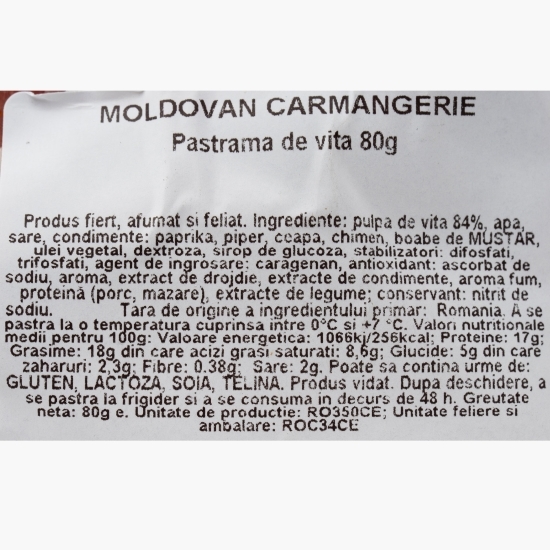 MOLDOVAN CARMANGERIE
Pastrama de vita 80g
Produs fiert, afumat si feliat. Ingrediente: pulpa de vita 84%, apa,
sare, condimente: paprika, piper, ceapa, chimen, boabe de MUSTAR,
ulei vegetal, dextroza, sirop de glucoza, stabilizatori: difosfati,
trifosfati, agent de ingrosare: caragenan, antioxidant: ascorbat de
sodiu, aroma, extract de drojdie, extracte de condimente, aroma fum,
proteina (porc, mazare), extracte de legume; conservant: nitrit de
sodiu. Tara de origine a ingredientului primar: Romania. A se
pastra la o temperatura cuprinsa intre 0°C si +7 °C. Valori nutritionale
medii pentru 100g: Valoare energetica: 1066kj/256kcal; Proteine: 17g;
Grasime: 18g din care acizi grasi saturati: 8,6g; Glucide: 5g din care
zaharuri: 2,3g; Fibre: 0.38g; Sare: 2g. Poate sa contina urme de:
GLUTEN, LACTOZA, SOIA, TELINA. Produs vidat. Dupa deschidere, a
se pastra la frigider si a se consuma in decurs de 48 h. Greutate
neta: 80g e. Unitate de productie: RO350CE; Unitate feliere si
ambalare: ROC34CE